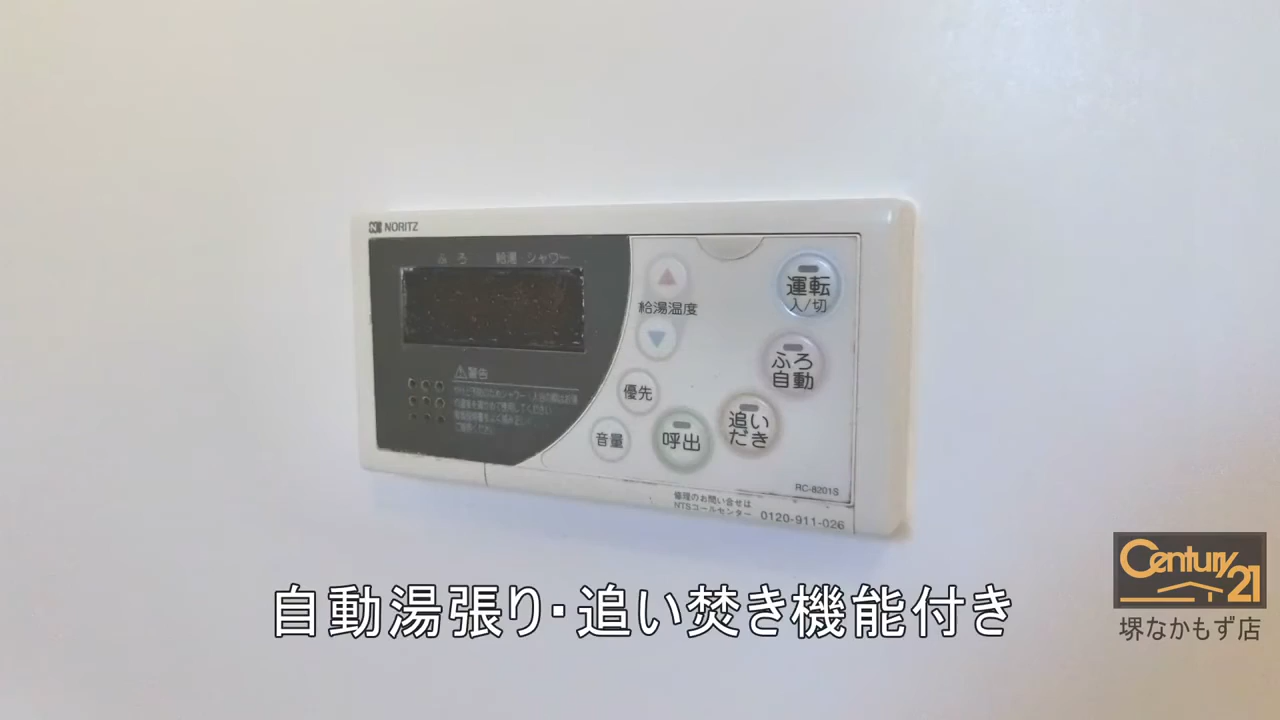 NORITZ
ふろ 給湯 シャワー
給湯温度
運転
入/切
ふろ
自動
⚠警告
優先
追い
だき
音量
呼出
RC-8201S
修理のお問い合せは
NTSコールセンター 0120-911-026
自動湯張り・追い焚き機能付き
Century 21
堺なかもず店